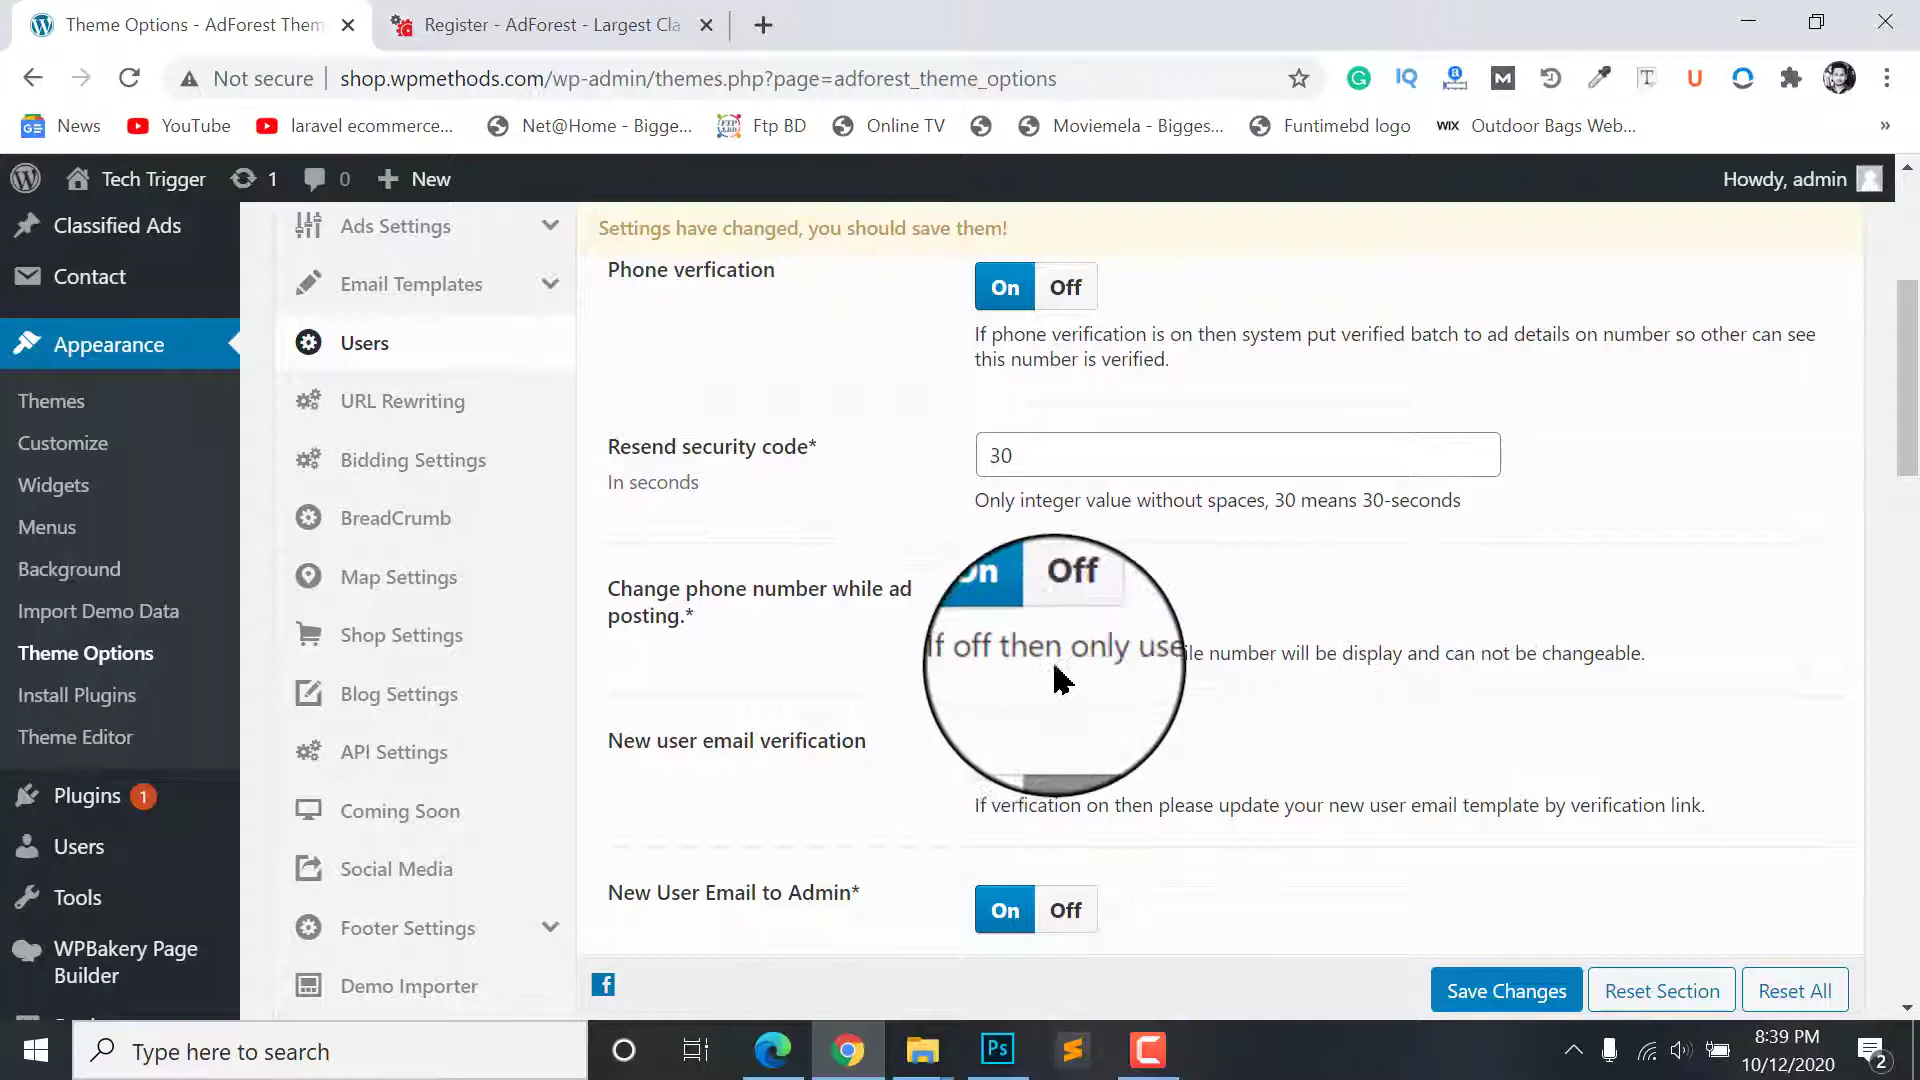 Theme Options - AdForest Them
Register - AdForest - Largest Cla
Not secure
shop.wpmethods.com/wp-admin/themes.php?page=adforest_theme_options
News
YouTube
laravel ecommerce...
Net@Home - Bigge...
Ftp BD
Online TV
Moviemela - Bigges...
Funtimebd logo
WIX Outdoor Bags Web...
Tech Trigger
1
0
New
Howdy, admin
Classified Ads
Contact
Appearance
Themes
Customize
Widgets
Menus
Background
Import Demo Data
Theme Options
Install Plugins
Theme Editor
Plugins 1
Users
Tools
WPBakery Page
Builder
Ads Settings
Email Templates
Users
URL Rewriting
Bidding Settings
BreadCrumb
Map Settings
Shop Settings
Blog Settings
API Settings
Coming Soon
Social Media
Footer Settings
Demo Importer
Settings have changed, you should save them!
Phone verfication
On Off
If phone verification is on then system put verified batch to ad details on number so other can see
this number is verified.
Resend security code*
In seconds
30
Only integer value without spaces, 30 means 30-seconds
Change phone number while ad
posting.*
On Off
If off then only use ile number will be display and can not be changeable.
New user email verification
If verfication on then please update your new user email template by verification link.
New User Email to Admin*
On Off
Save Changes
Reset Section
Reset All
Type here to search
Ps
8:39 PM
10/12/2020
2